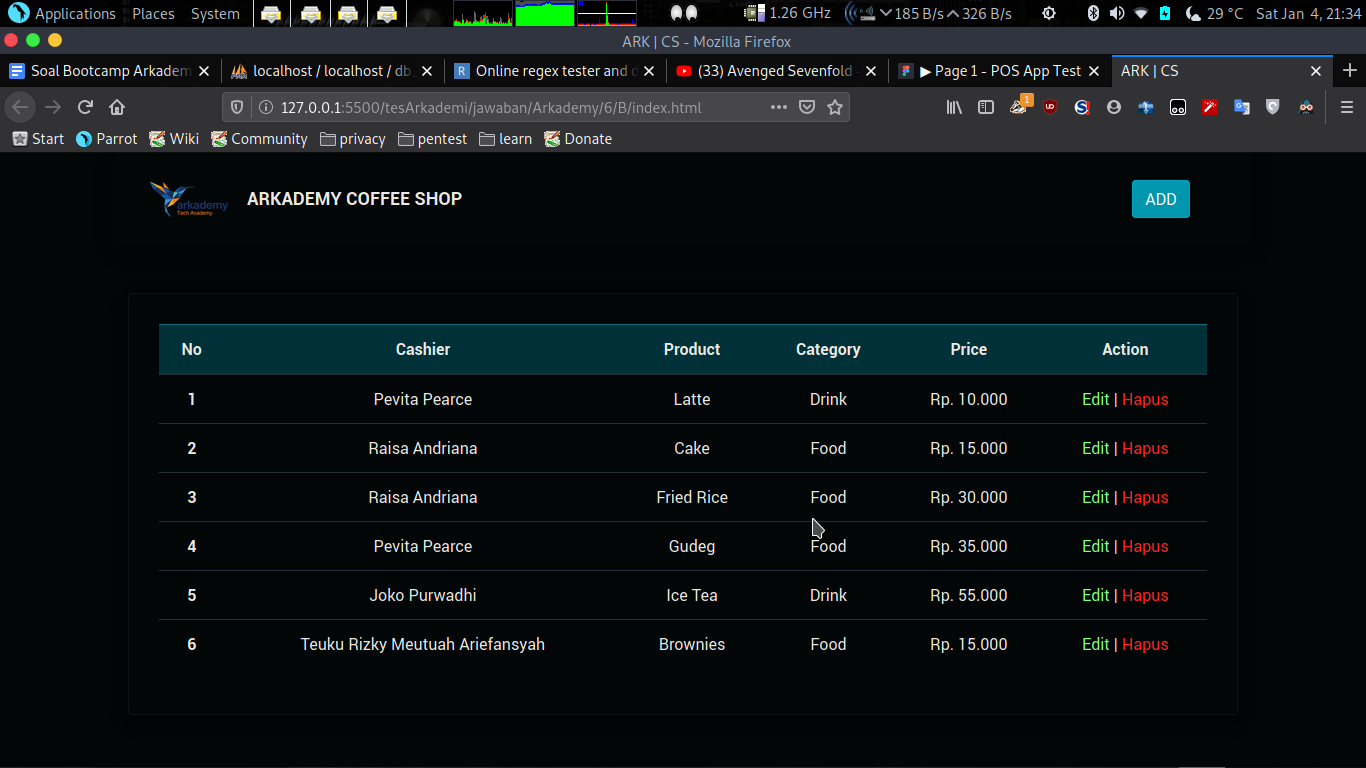 Applications Places System 1.26 GHz 185 B/s 326 B/s 29 °C Sat Jan 4, 21:34
ARK | CS - Mozilla Firefox
Soal Bootcamp Arkadem localhost / localhost / db Online regex tester and d (33) Avenged Sevenfold ▶ Page 1 - POS App Test ARK | CS
127.0.0.1:5500/tesArkademi/jawaban/Arkademy/6/B/index.html 1
Start Parrot Wiki Community privacy pentest learn Donate
arkademy
Tech Academy
ARKADEMY COFFEE SHOP ADD
No Cashier Product Category Price Action
1 Pevita Pearce Latte Drink Rp. 10.000 Edit | Hapus
2 Raisa Andriana Cake Food Rp. 15.000 Edit | Hapus
3 Raisa Andriana Fried Rice Food Rp. 30.000 Edit | Hapus
4 Pevita Pearce Gudeg Food Rp. 35.000 Edit | Hapus
5 Joko Purwadhi Ice Tea Drink Rp. 55.000 Edit | Hapus
6 Teuku Rizky Meutuah Ariefansyah Brownies Food Rp. 15.000 Edit | Hapus